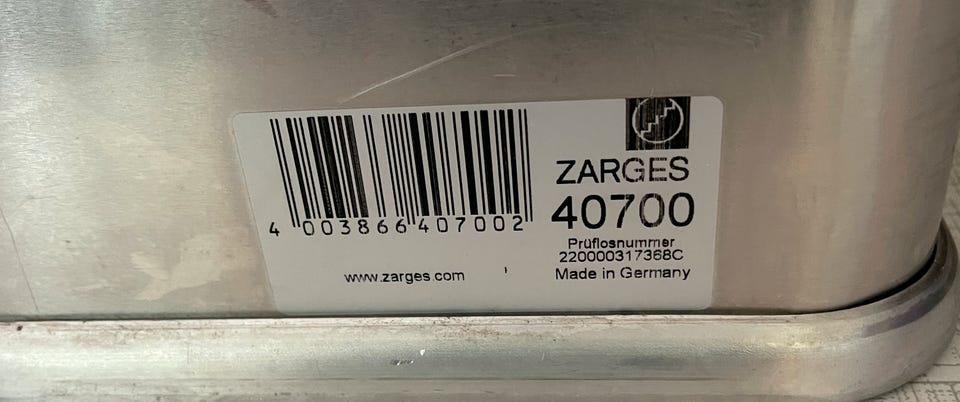 4 003866 407002
www.zarges.com
ZARGES
40700
Prüflosnummer
220000317368C
Made in Germany